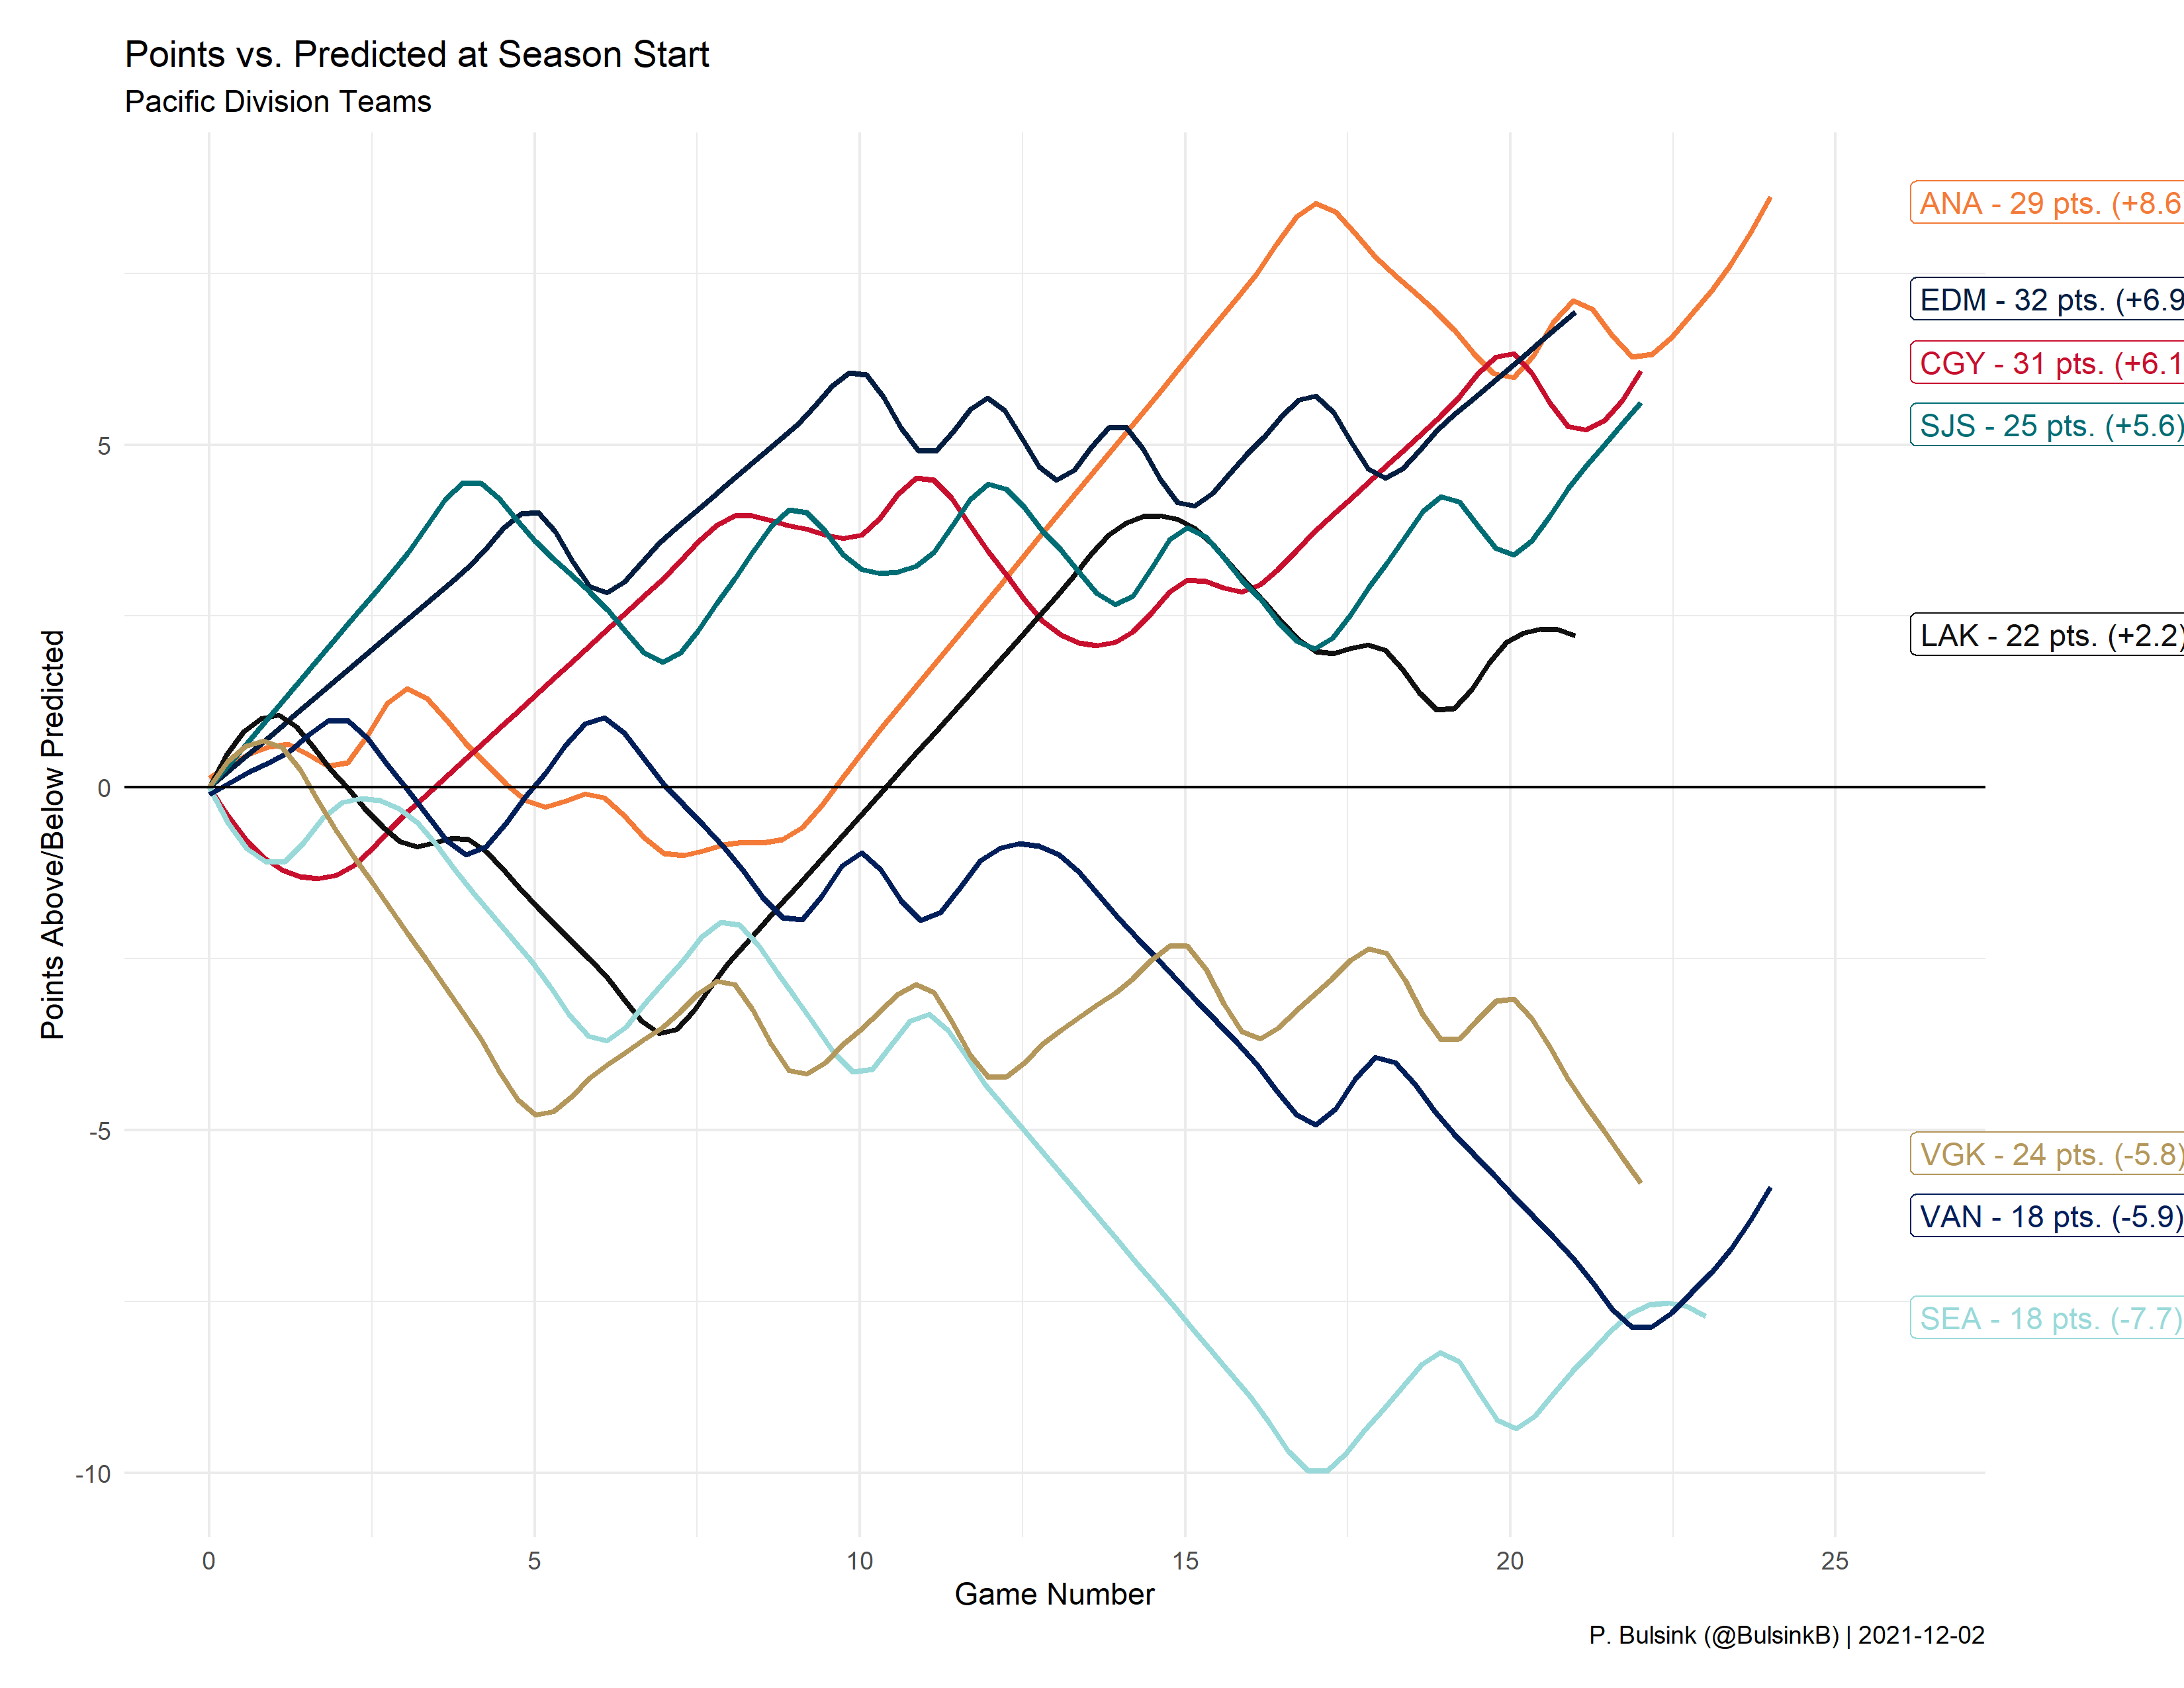 Points vs. Predicted at Season Start
Pacific Division Teams
Points Above/Below Predicted
5
0
-5
-10
ANA - 29 pts. (+8.6
EDM - 32 pts. (+6.9
CGY - 31 pts. (+6.1
SJS - 25 pts. (+5.6)
LAK - 22 pts. (+2.2)
VGK - 24 pts. (-5.8)
VAN - 18 pts. (-5.9)
SEA - 18 pts. (-7.7)
0 5 10 15 20 25
Game Number
P. Bulsink (@BulsinkB) | 2021-12-02